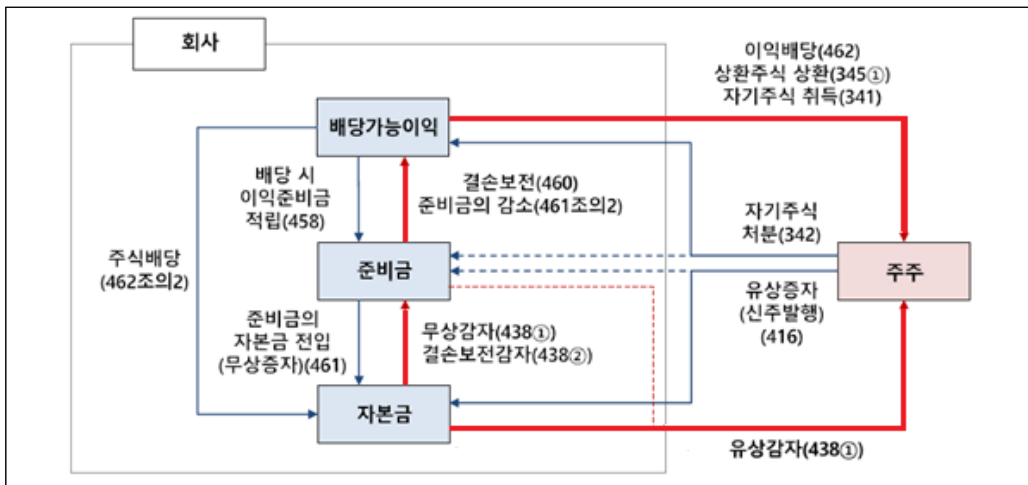 회사
이익배당(462)
상환주식 상환(345①)
자기주식 취득(341)
배당가능이익
배당 시
이익준비금
적립(458)
결손보전(460)
준비금의 감소(461조의2)
자기주식
처분(342)
주식배당
(462조의2)
준비금
주주
유상증자
(신주발행)
(416)
준비금의
자본금 전입
(무상증자)(461)
무상감자(438①)
결손보전감자(438②)
자본금
유상감자(438①)